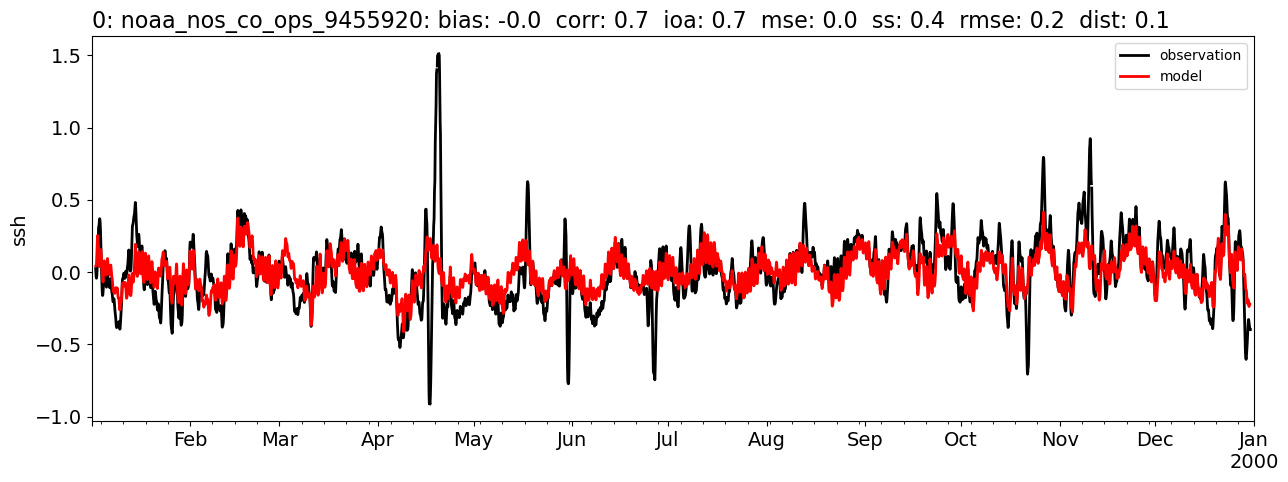 0: noaa_nos_co_ops_9455920: bias: -0.0  corr: 0.7  ioa: 0.7  mse: 0.0  ss: 0.4  rmse: 0.2  dist: 0.1
observation
model
1.5
1.0
0.5
0.0
−0.5
−1.0
ssh
Feb Mar Apr May Jun Jul Aug Sep Oct Nov Dec Jan
2000